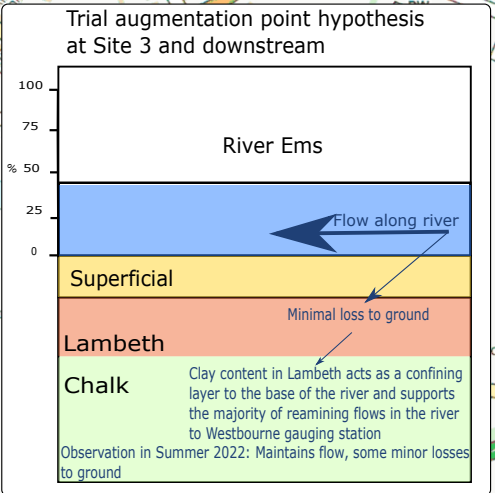 Trial augmentation point hypothesis
at Site 3 and downstream
100
75
% 50
25
0
River Ems
Flow along river
Superficial
Minimal loss to ground
Lambeth
Chalk
Clay content in Lambeth acts as a confining
layer to the base of the river and supports
the majority of reamining flows in the river
to Westbourne gauging station
Observation in Summer 2022: Maintains flow, some minor losses
to ground